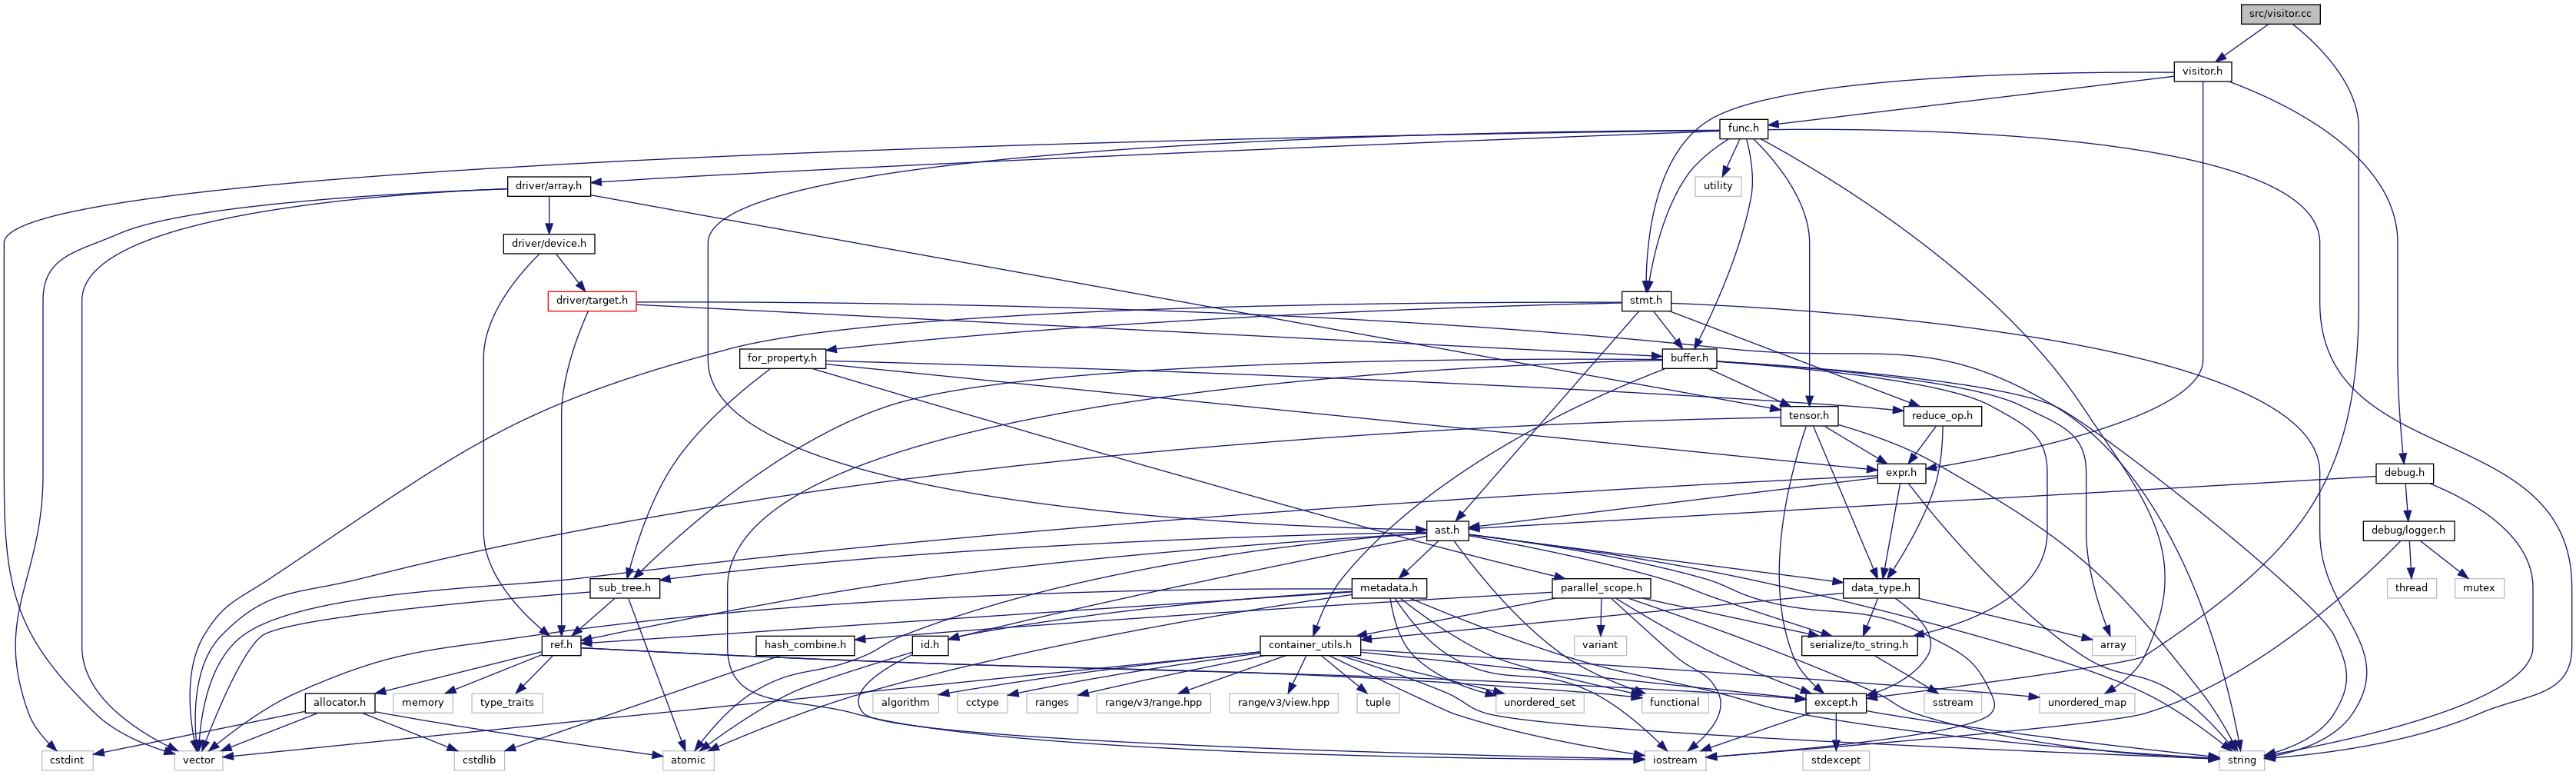 src/visitor.cc
visitor.h
func.h
driver/array.h
utility
driver/device.h
driver/target.h
stmt.h
for_property.h
buffer.h
tensor.h
reduce_op.h
expr.h
debug.h
ast.h
debug/logger.h
sub_tree.h
metadata.h
parallel_scope.h
data_type.h
thread
mutex
ref.h
hash_combine.h
id.h
container_utils.h
variant
serialize/to_string.h
array
allocator.h
memory
type_traits
algorithm
cctype
ranges
range/v3/range.hpp
range/v3/view.hpp
tuple
unordered_set
functional
except.h
sstream
unordered_map
cstdint
vector
cstdlib
atomic
iostream
stdexcept
string